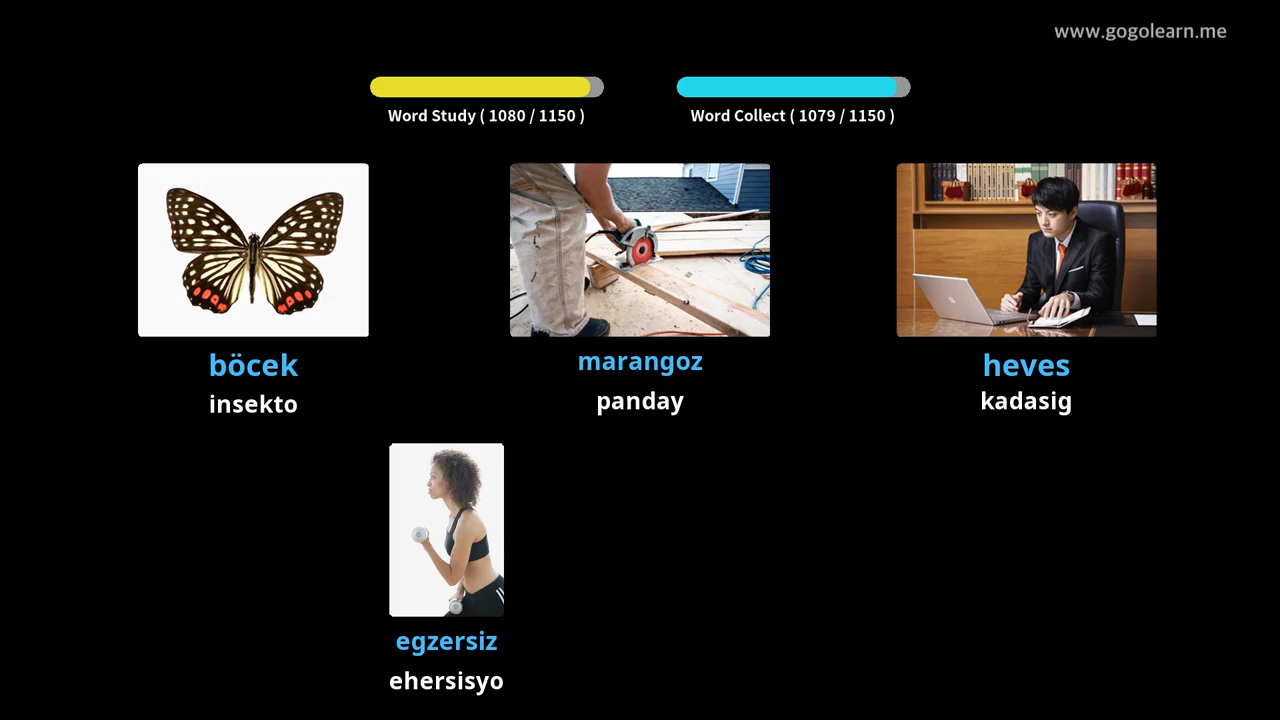 www.gogolearn.me
Word Study ( 1080 / 1150 )
Word Collect ( 1079 / 1150 )
böcek
insekto
marangoz
panday
heves
kadasig
egzersiz
ehersisyo